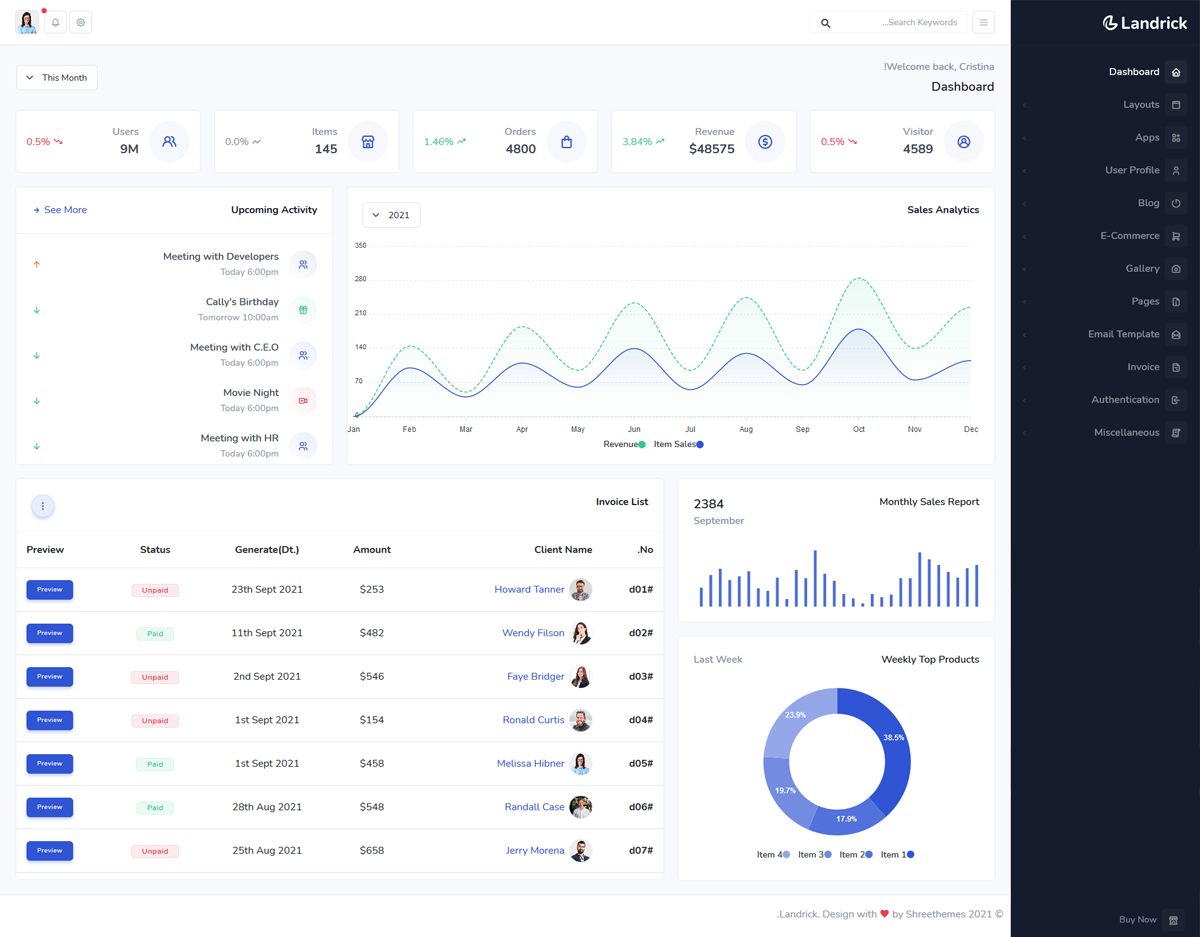 Landrick
Dashboard
Layouts
Apps
User Profile
Blog
E-Commerce
Gallery
Pages
Email Template
Invoice
Authentication
Miscellaneous
Buy Now
...Search Keywords
!Welcome back, Cristina
Dashboard
This Month
0.5%
Users
9M
0.0%
Items
145
1.46%
Orders
4800
3.84%
Revenue
$48575
0.5%
Visitor
4589
See More
Upcoming Activity
Meeting with Developers
Today 6:00pm
Cally's Birthday
Tomorrow 10:00am
Meeting with C.E.O
Today 6:00pm
Movie Night
Today 6:00pm
Meeting with HR
Today 6:00pm
2021
Sales Analytics
350
280
210
140
70
0
Jan Feb Mar Apr May Jun Jul Aug Sep Oct Nov Dec
Revenue Item Sales
Invoice List
Preview Status Generate(Dt.) Amount Client Name .No
Preview Unpaid 23th Sept 2021 $253 Howard Tanner d01#
Preview Paid 11th Sept 2021 $482 Wendy Filson d02#
Preview Unpaid 2nd Sept 2021 $546 Faye Bridger d03#
Preview Unpaid 1st Sept 2021 $154 Ronald Curtis d04#
Preview Paid 1st Sept 2021 $458 Melissa Hibner d05#
Preview Paid 28th Aug 2021 $548 Randall Case d06#
Preview Unpaid 25th Aug 2021 $658 Jerry Morena d07#
2384
September
Monthly Sales Report
Last Week
Weekly Top Products
23.9%
38.5%
19.7%
17.9%
Item 4 Item 3 Item 2 Item 1
.Landrick. Design with ❤ by Shreethemes 2021 ©